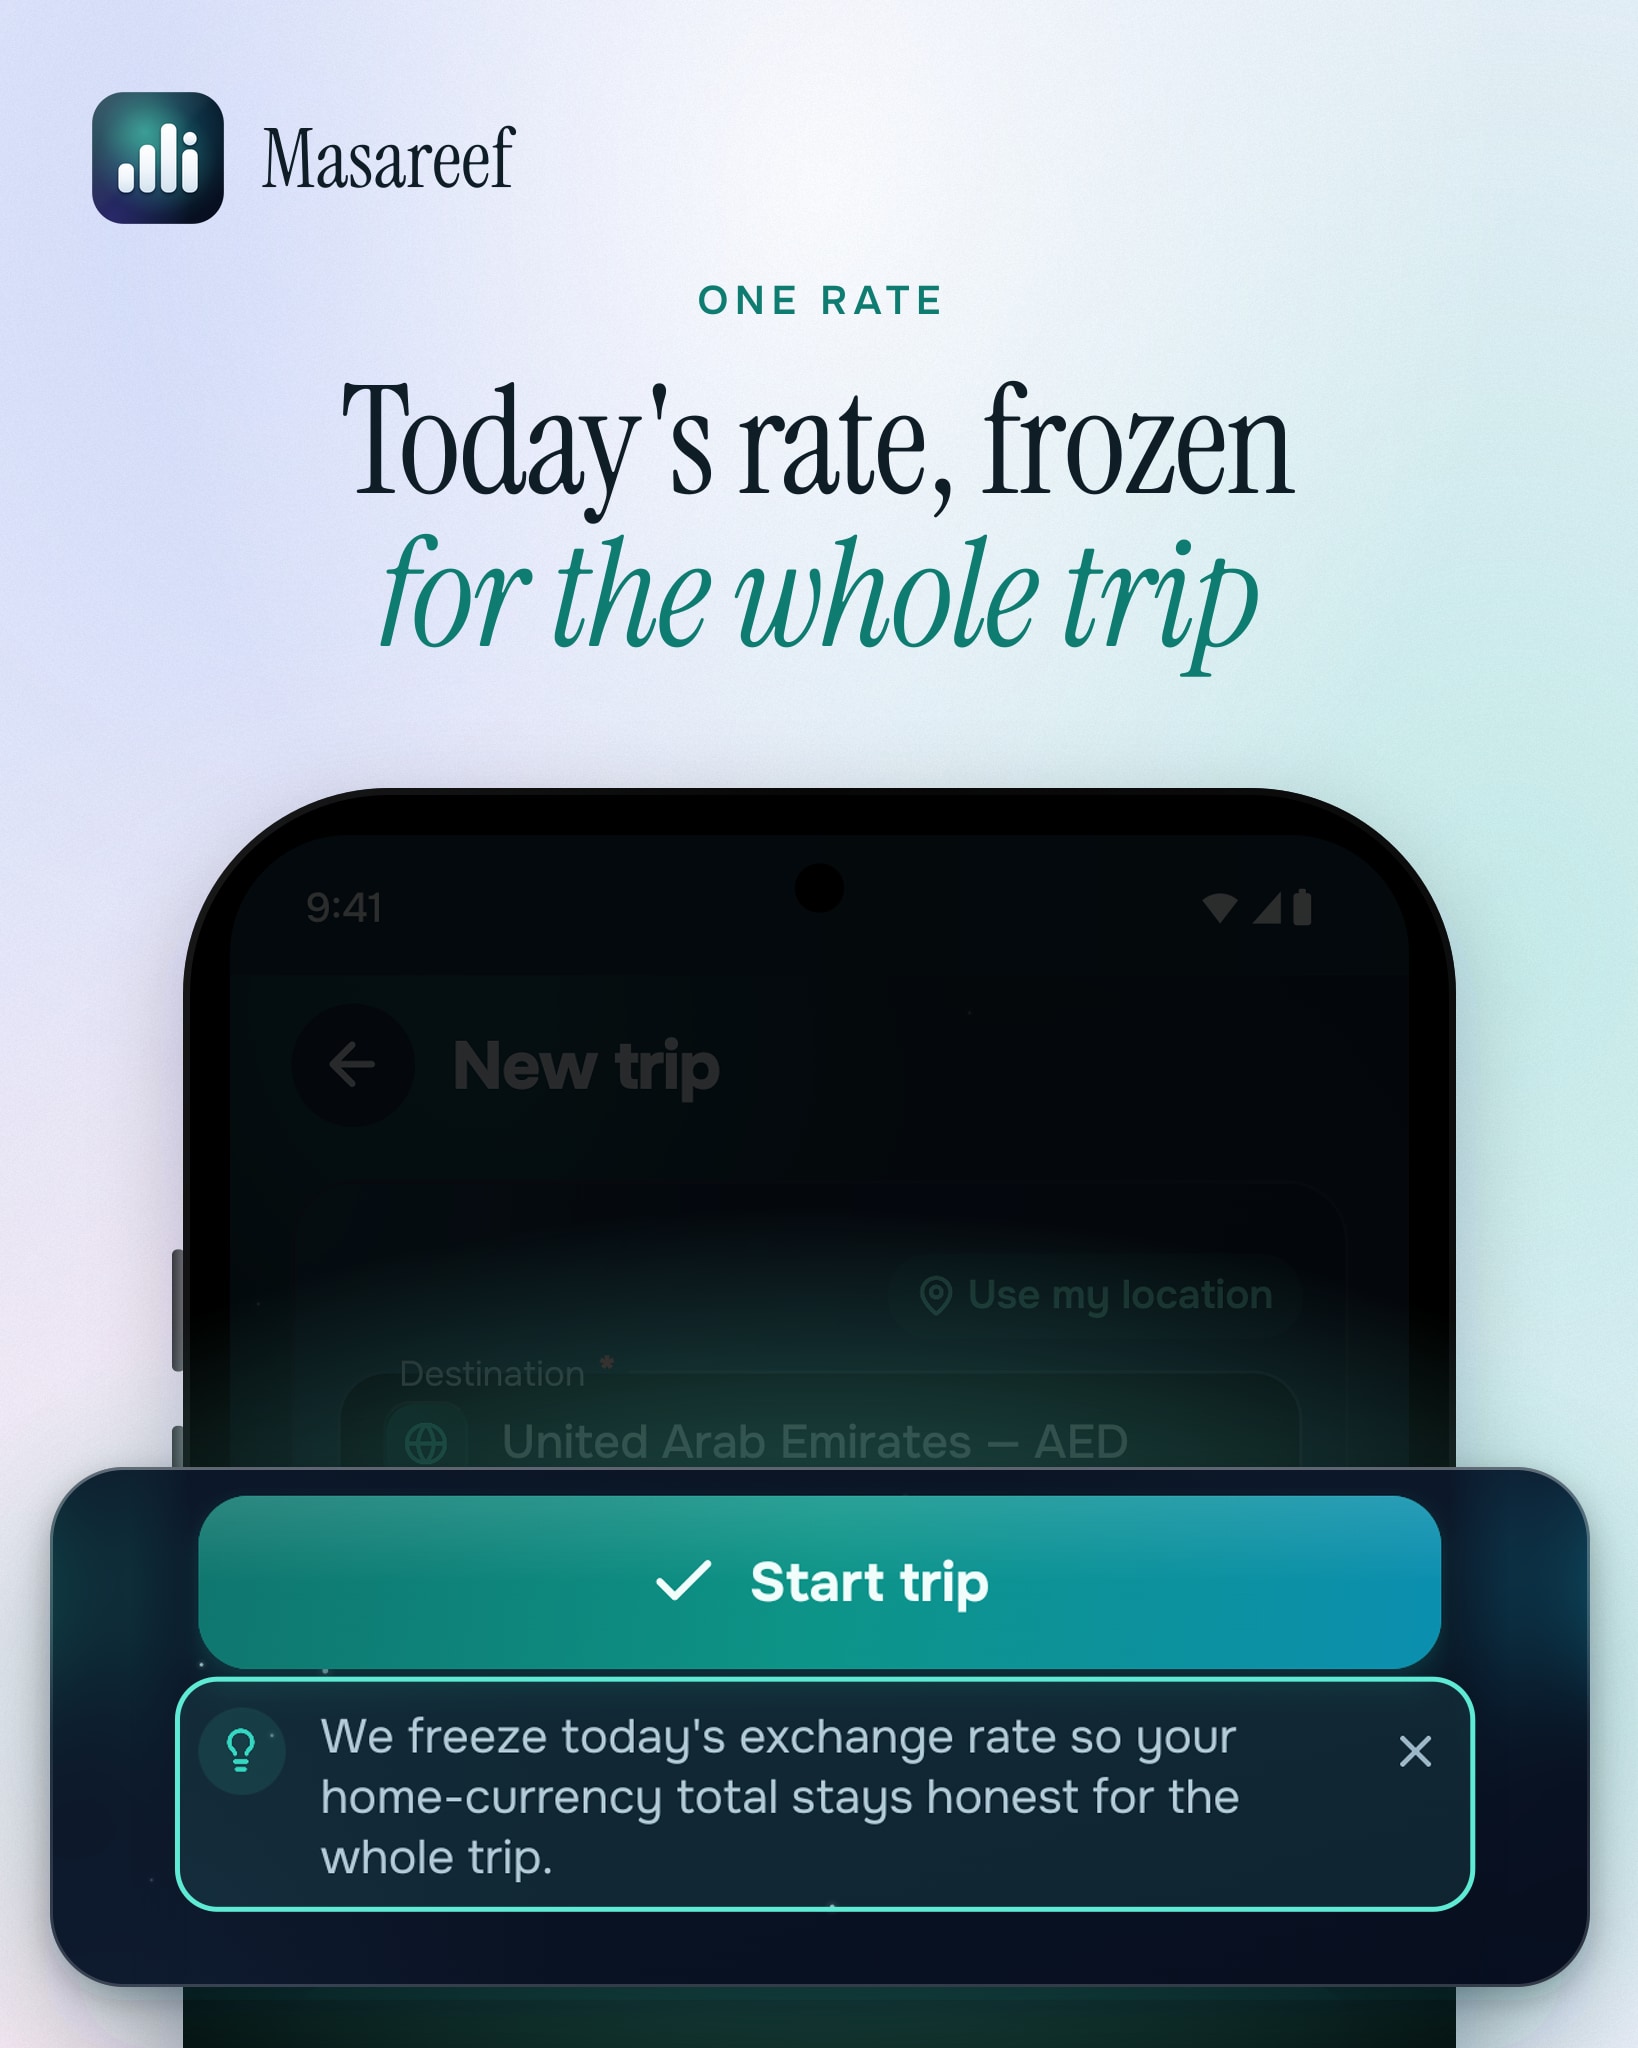 Masareef
ONE RATE
Today's rate, frozen
for the whole trip
9:41
New trip
Use my location
Destination *
United Arab Emirates — AED
Start trip
We freeze today's exchange rate so your
home-currency total stays honest for the
whole trip.